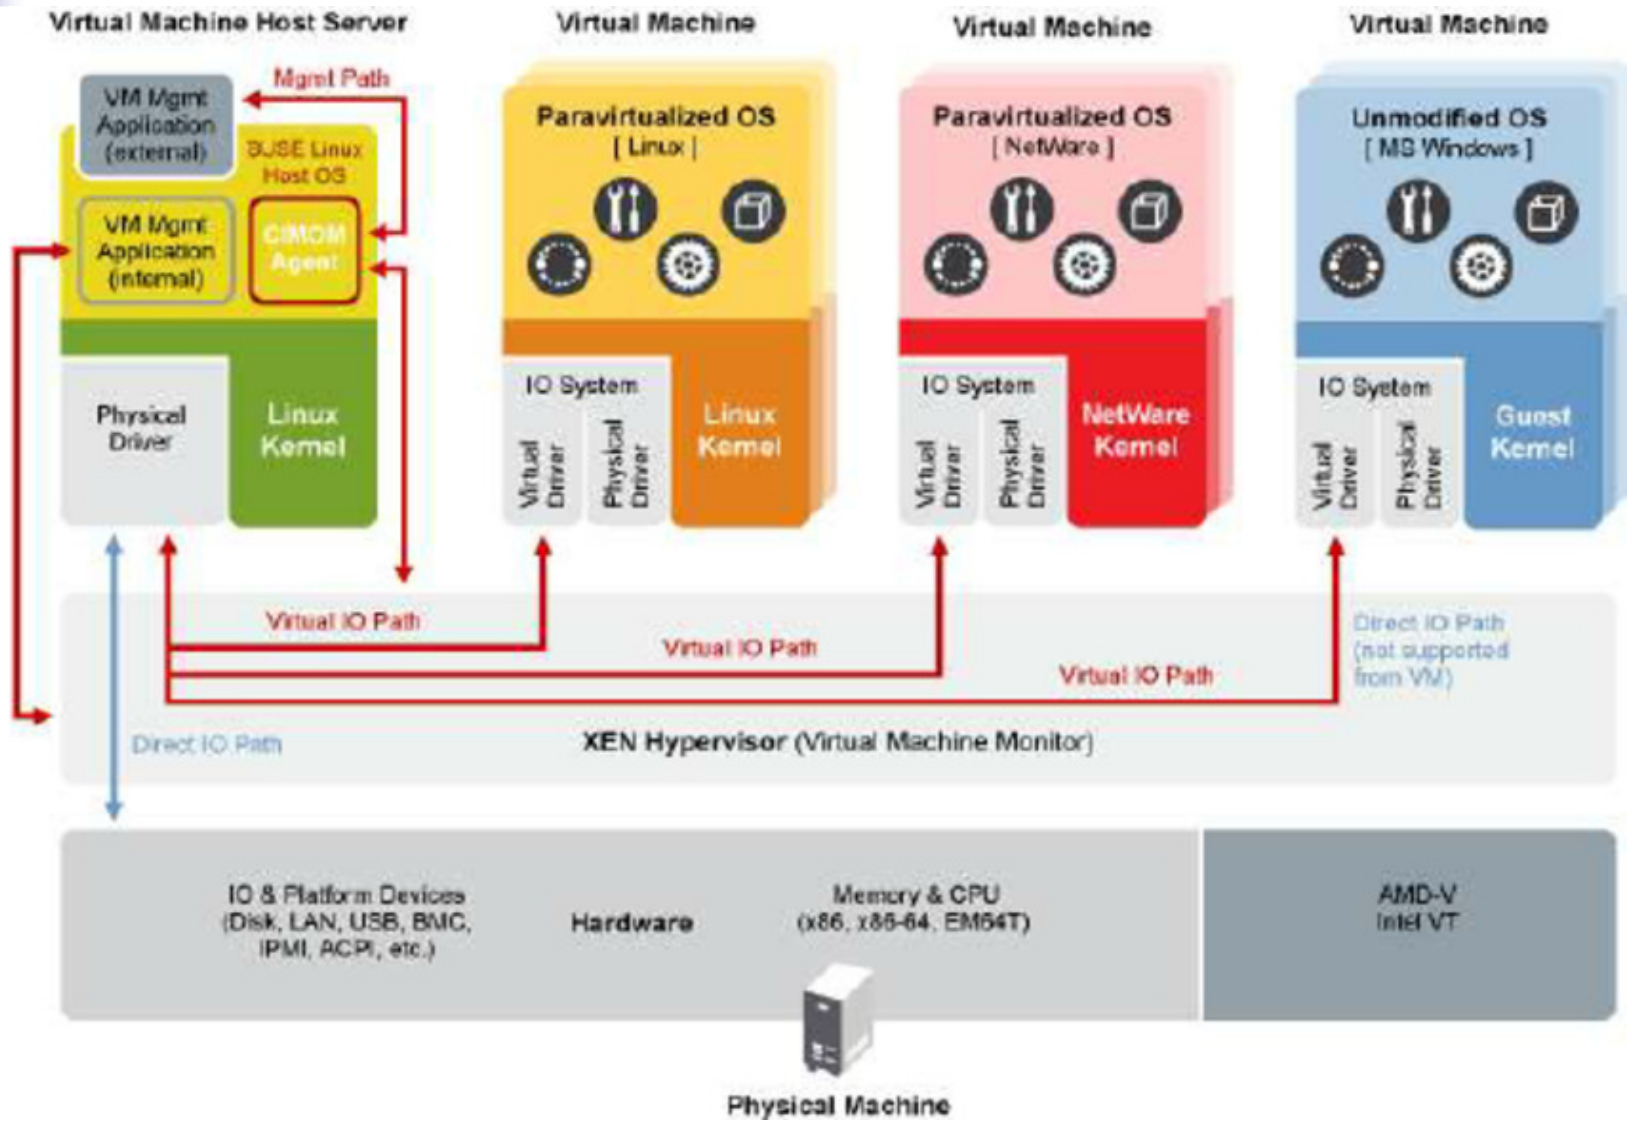 Virtual Machine Host Server
Virtual Machine
Virtual Machine
Virtual Machine
VM Mgmt
Application
(external)
Mgmt Path
SUSE Linux
Host OS
VM Mgmt
Application
(internal)
CIMOM
Agent
Physical
Driver
Linux
Kernel
Paravirtualized OS
[ Linux ]
IO System
Virtual
Driver
Physical
Driver
Linux
Kernel
Paravirtualized OS
[ NetWare ]
IO System
Virtual
Driver
Physical
Driver
NetWare
Kernel
Unmodified OS
[ MS Windows ]
IO System
Virtual
Driver
Physical
Driver
Guest
Kernel
Virtual IO Path
Virtual IO Path
Virtual IO Path
Direct IO Path
(not supported
from VM)
Direct IO Path
XEN Hypervisor (Virtual Machine Monitor)
IO & Platform Devices
(Disk, LAN, USB, BMC,
IPMI, ACPI, etc.)
Hardware
Memory & CPU
(x86, x86-64, EM64T)
AMD-V
Intel VT
Physical Machine